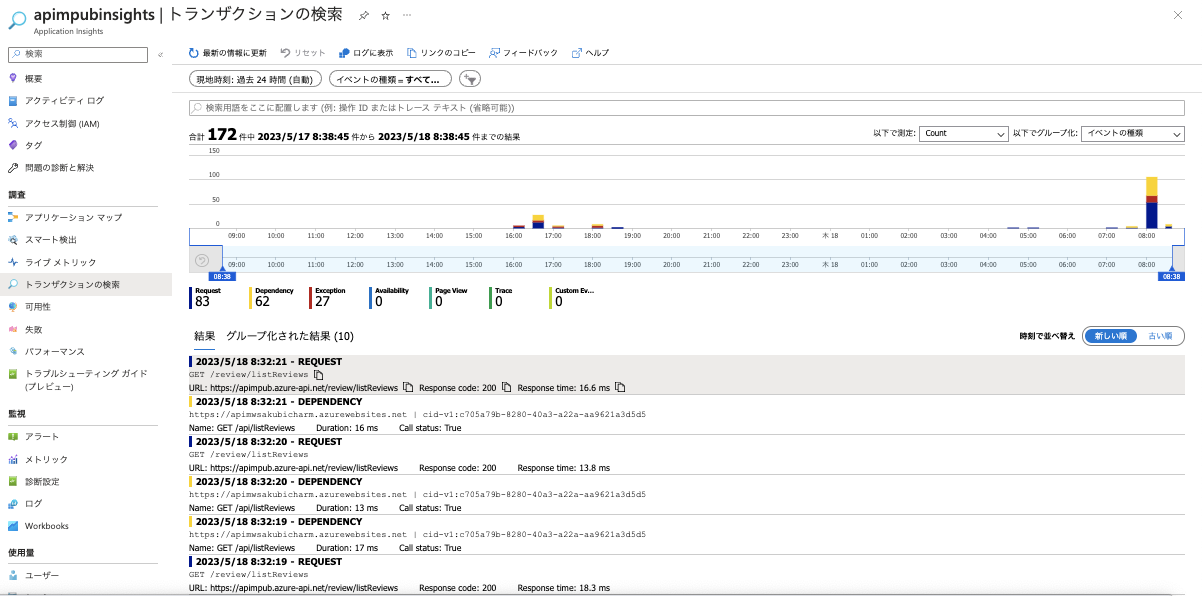 apimpubinsights | トランザクションの検索
Application Insights
検索
概要
アクティビティ ログ
アクセス制御 (IAM)
タグ
問題の診断と解決
調査
アプリケーション マップ
スマート検出
ライブ メトリック
トランザクションの検索
可用性
失敗
パフォーマンス
トラブルシューティング ガイド
(プレビュー)
監視
アラート
メトリック
診断設定
ログ
Workbooks
使用量
ユーザー
最新の情報に更新 リセット ログに表示 リンクのコピー フィードバック ヘルプ
現地時刻: 過去 24 時間 (自動) イベントの種類 = すべて...
検索用語をここに配置します (例: 操作 ID またはトレース テキスト (省略可能))
合計 172 件中 2023/5/17 8:38:45 件から 2023/5/18 8:38:45 件までの結果
以下で測定: Count 以下でグループ化: イベントの種類
150
100
50
0
09:00 10:00 11:00 12:00 13:00 14:00 15:00 16:00 17:00 18:00 19:00 20:00 21:00 22:00 23:00 木 18 01:00 02:00 03:00 04:00 05:00 06:00 07:00 08:00
09:00 10:00 11:00 12:00 13:00 14:00 15:00 16:00 17:00 18:00 19:00 20:00 21:00 22:00 23:00 木 18 01:00 02:00 03:00 04:00 05:00 06:00 07:00 08:00
08:38 08:38
Request Dependency Exception Availability Page View Trace Custom Ev...
83 62 27 0 0 0 0
結果 グループ化された結果 (10)
時刻で並べ替え 新しい順 古い順
2023/5/18 8:32:21 - REQUEST
GET /review/listReviews
URL: https://apimpub.azure-api.net/review/listReviews Response code: 200 Response time: 16.6 ms
2023/5/18 8:32:21 - DEPENDENCY
https://apimwsakubicharm.azurewebsites.net | cid-v1:c705a79b-8280-40a3-a22a-aa9621a3d5d5
Name: GET /api/listReviews Duration: 16 ms Call status: True
2023/5/18 8:32:20 - REQUEST
GET /review/listReviews
URL: https://apimpub.azure-api.net/review/listReviews Response code: 200 Response time: 13.8 ms
2023/5/18 8:32:20 - DEPENDENCY
https://apimwsakubicharm.azurewebsites.net | cid-v1:c705a79b-8280-40a3-a22a-aa9621a3d5d5
Name: GET /api/listReviews Duration: 13 ms Call status: True
2023/5/18 8:32:19 - DEPENDENCY
https://apimwsakubicharm.azurewebsites.net | cid-v1:c705a79b-8280-40a3-a22a-aa9621a3d5d5
Name: GET /api/listReviews Duration: 17 ms Call status: True
2023/5/18 8:32:19 - REQUEST
GET /review/listReviews
URL: https://apimpub.azure-api.net/review/listReviews Response code: 200 Response time: 18.3 ms